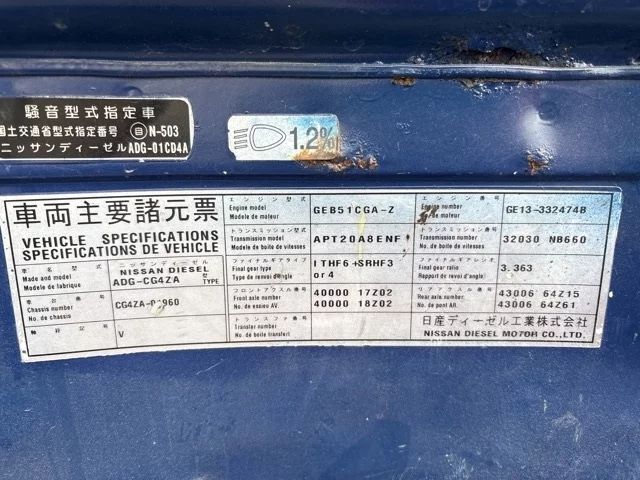 騒音型式指定車
国土交通省型式指定番号 自 N-503
ニッサンディーゼル ADG-01CD4A
1.2%
車両主要諸元票
VEHICLE SPECIFICATIONS
SPECIFICATIONS DE VEHICLE
車名 ニッサンディーゼル 型
Made and model NISSAN DIESEL
Modele de fabrique ADG-CG4ZA TYPE
車台番号
Chassis number
No. de chassis
輪 V
エンジン型式
Engine model GEB51CGA-Z
Modele de moteur
エンジン番号
Engine number GE13-332474B
de moteur
トランスミッション型式
Transmission model APT20A8ENF
Modele de boite de vitesses
トランスミッション番号
Transmission number 32030 NB660
No. de boite de vitesses
ファイナルギアタイプ 1THF6+SRHF3
Final gear type or 4
Rapport de renvoi d'angle
ファイナルギアレシオ
Final gear ratio 3.363
Rapport de renvoi d'angle
フロントアクスル番号 40000 17Z02
Front axle number 40000 18Z02
No. de essieu AV.
リアアクスル番号 43006 64Z15
Rear axle number 43006 64Z61
No. de pont AR.
トランスファ番号
Transfer number
No. de boite transfert
日産ディーゼル工業株式会社
NISSAN DIESEL MOTOR CO.,LTD.